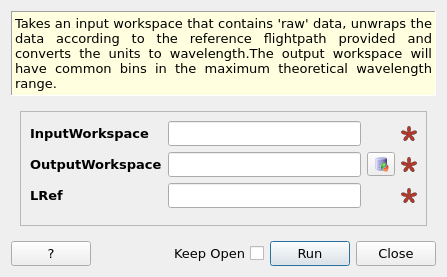 Takes an input workspace that contains 'raw' data, unwraps the
data according to the reference flightpath provided and
converts the units to wavelength.The output workspace will
have common bins in the maximum theoretical wavelength
range.
InputWorkspace
OutputWorkspace
LRef
? Keep Open Run Close